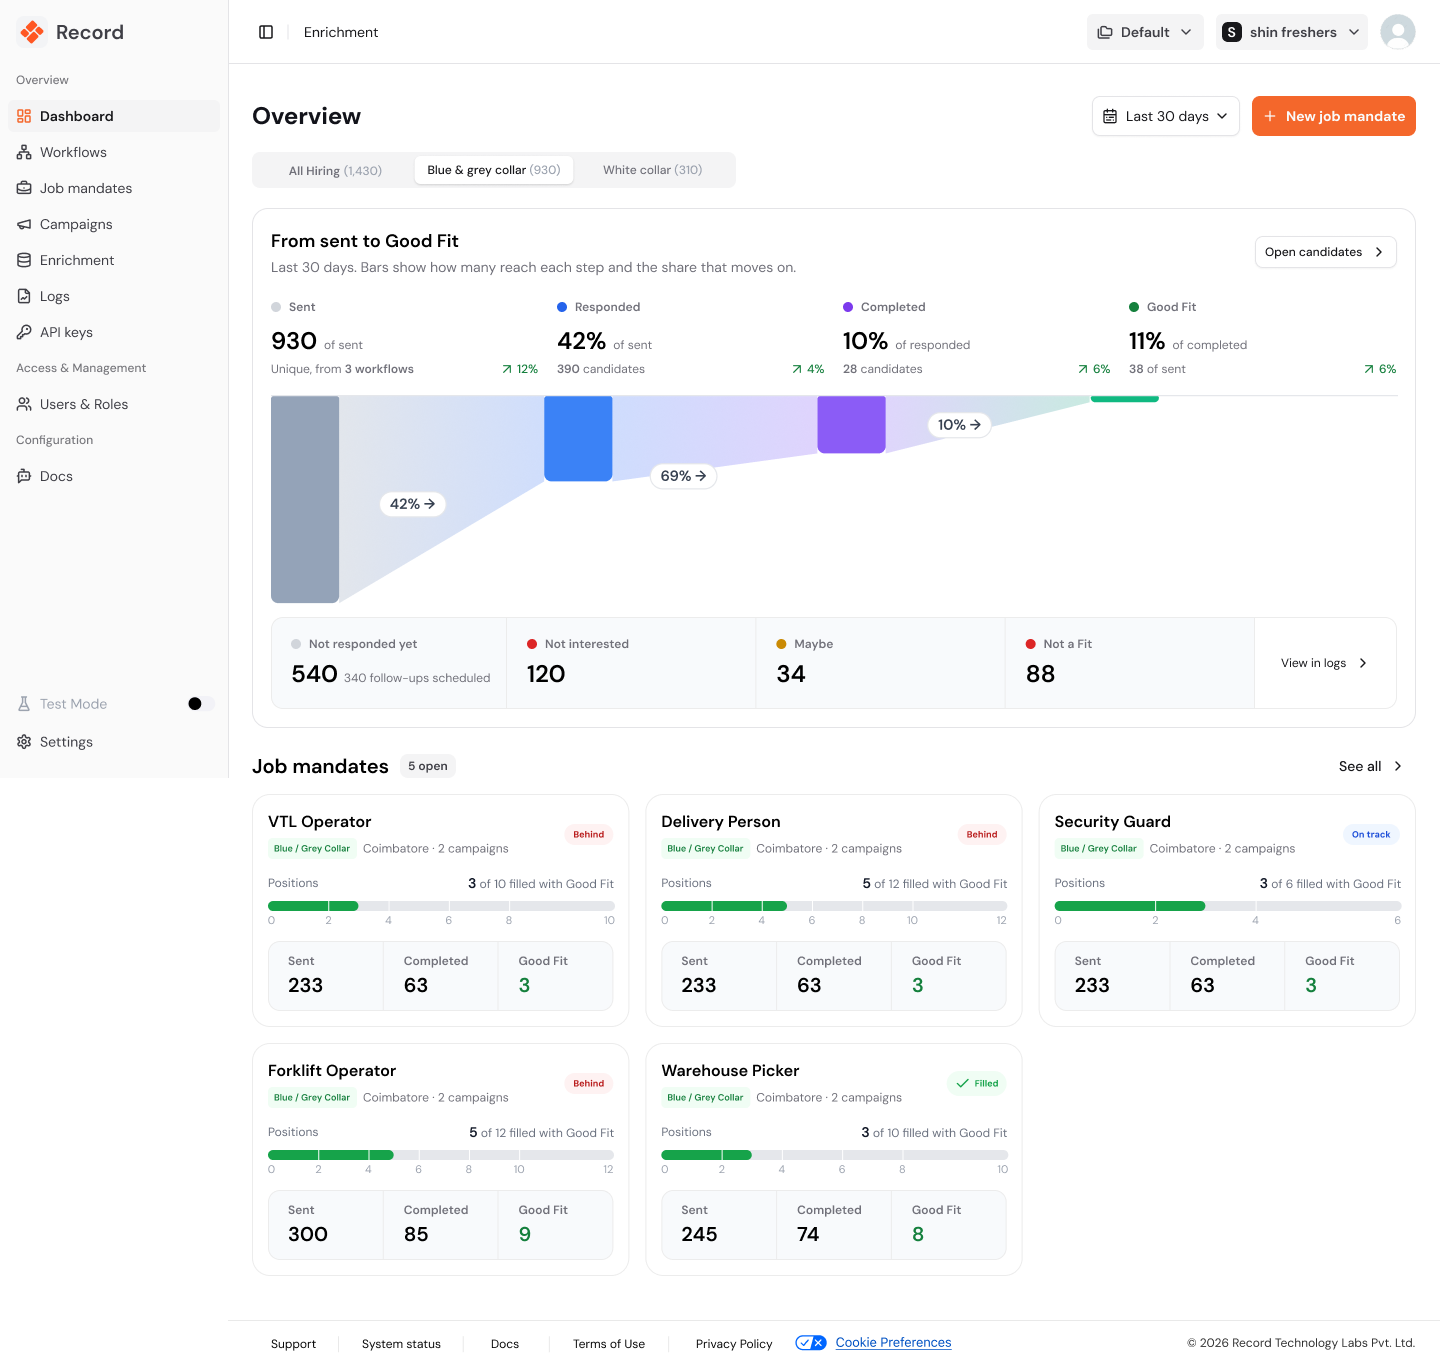 Record
Enrichment
Default
S shin freshers
Overview
Dashboard
Workflows
Job mandates
Campaigns
Enrichment
Logs
API keys
Access & Management
Users & Roles
Configuration
Docs
Test Mode
Settings
Overview
Last 30 days
New job mandate
All Hiring (1,430)
Blue & grey collar (930)
White collar (310)
From sent to Good Fit
Last 30 days. Bars show how many reach each step and the share that moves on.
Open candidates
Sent
930 of sent
Unique, from 3 workflows
12%
Responded
42% of sent
390 candidates
4%
Completed
10% of responded
28 candidates
6%
Good Fit
11% of completed
38 of sent
6%
42% →
69% →
10% →
Not responded yet
540 340 follow-ups scheduled
Not interested
120
Maybe
34
Not a Fit
88
View in logs
Job mandates
5 open
See all
VTL Operator
Blue / Grey Collar
Coimbatore · 2 campaigns
Behind
Positions
3 of 10 filled with Good Fit
0 2 4 6 8 10
Sent
233
Completed
63
Good Fit
3
Delivery Person
Blue / Grey Collar
Coimbatore · 2 campaigns
Behind
Positions
5 of 12 filled with Good Fit
0 2 4 6 8 10 12
Sent
233
Completed
63
Good Fit
3
Security Guard
Blue / Grey Collar
Coimbatore · 2 campaigns
On track
Positions
3 of 6 filled with Good Fit
0 2 4 6
Sent
233
Completed
63
Good Fit
3
Forklift Operator
Blue / Grey Collar
Coimbatore · 2 campaigns
Behind
Positions
5 of 12 filled with Good Fit
0 2 4 6 8 10 12
Sent
300
Completed
85
Good Fit
9
Warehouse Picker
Blue / Grey Collar
Coimbatore · 2 campaigns
Filled
Positions
3 of 10 filled with Good Fit
0 2 4 6 8 10
Sent
245
Completed
74
Good Fit
8
Support
System status
Docs
Terms of Use
Privacy Policy
Cookie Preferences
© 2026 Record Technology Labs Pvt. Ltd.